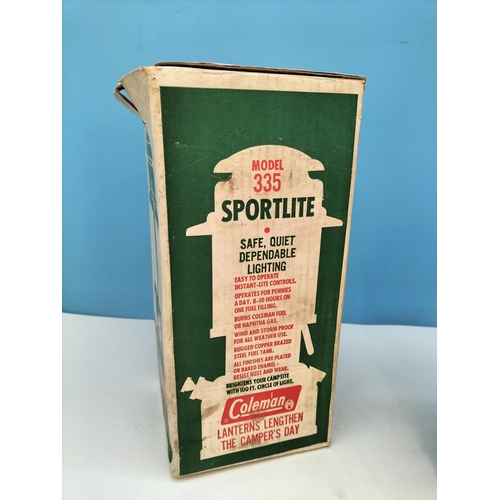 MODEL
335
SPORTLITE
SAFE, QUIET
DEPENDABLE
LIGHTING
EASY TO OPERATE
INSTANT-LITE CONTROLS.
OPERATES FOR PENNIES
A DAY. 8-10 HOURS ON
ONE FUEL FILLING.
BURNS COLEMAN FUEL
OR NAPHTHA GAS.
WIND AND STORM PROOF
FOR ALL WEATHER USE.
RUGGED COPPER BRAZED
STEEL FUEL TANK.
ALL FINISHES ARE PLATED
OR BAKED ENAMEL-
RESIST RUST AND WEAR.
BRIGHTENS YOUR CAMPSITE
WITH 100 FT. CIRCLE OF LIGHT.
Coleman
LANTERNS LENGTHEN
THE CAMPER'S DAY